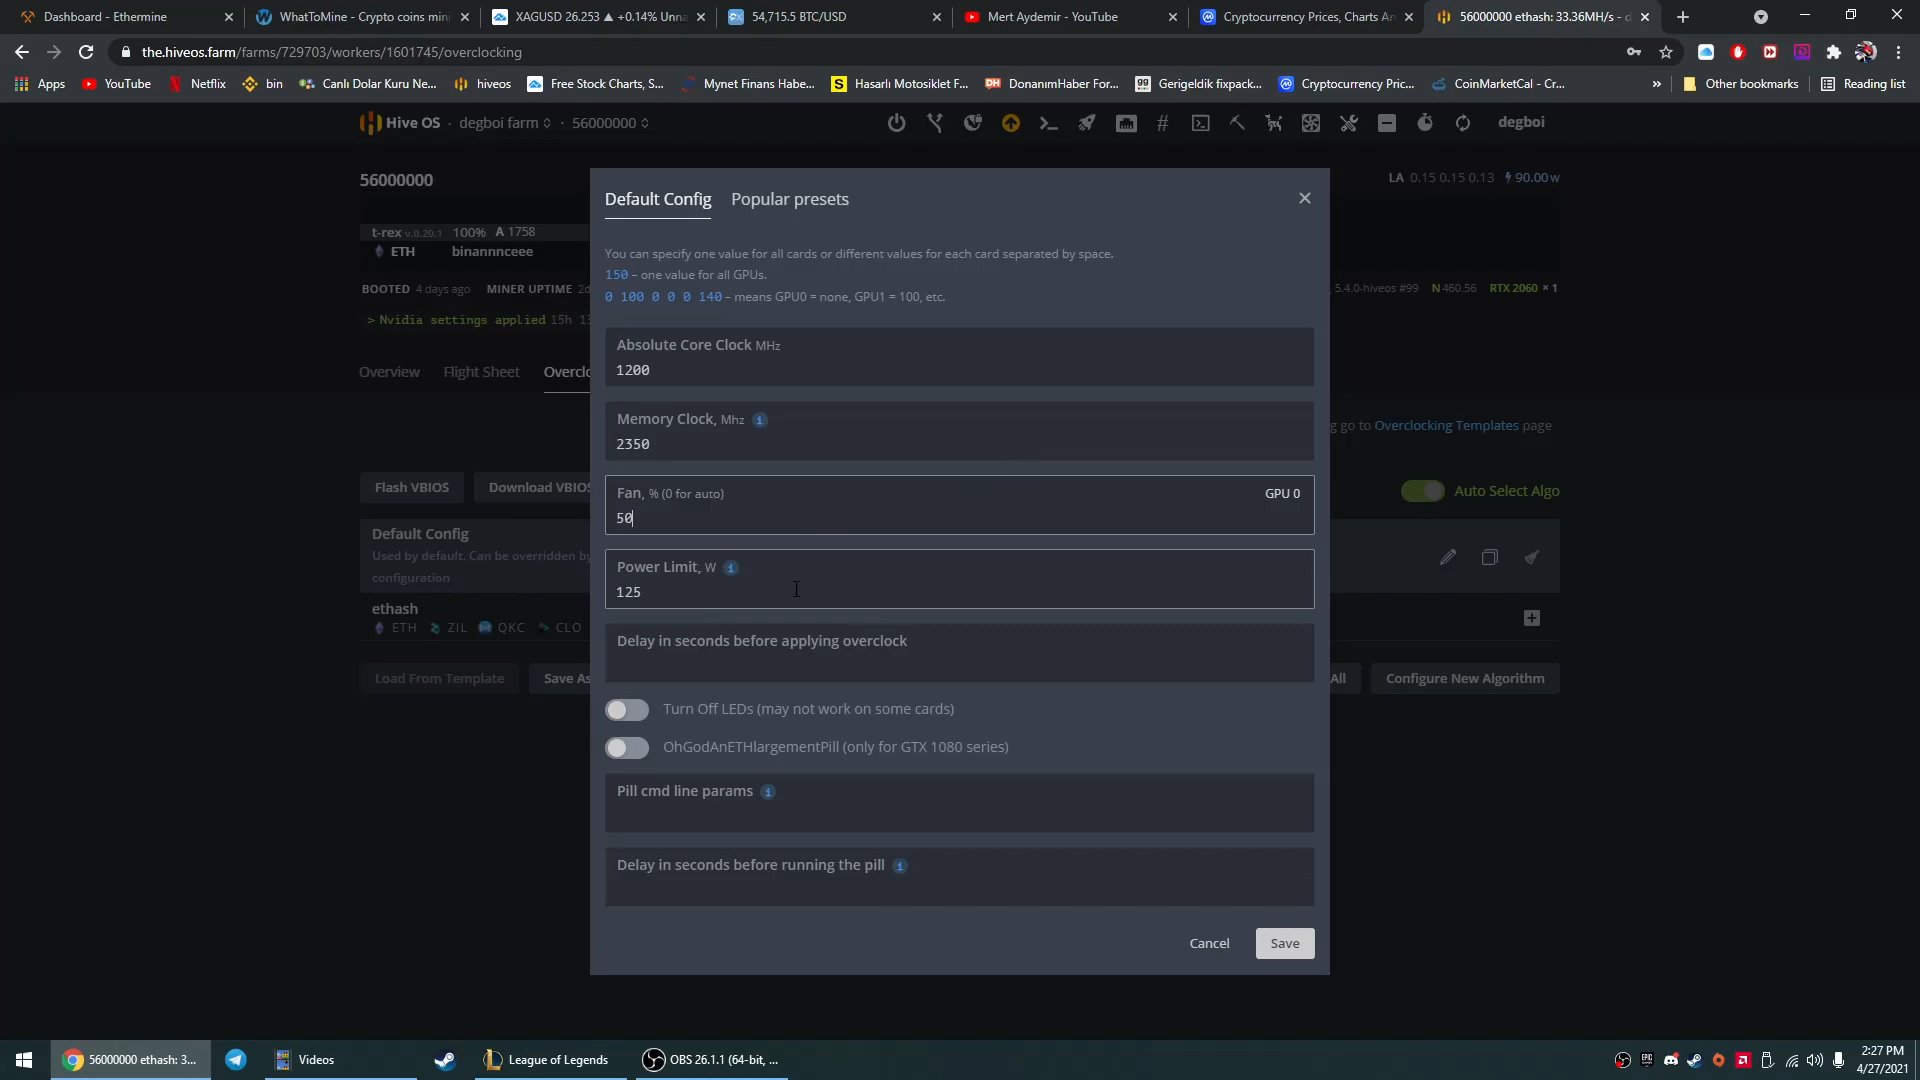 Dashboard - Ethermine
WhatToMine - Crypto coins mini
XAGUSD 26.253 ▲ +0.14% Unna
54,715.5 BTC/USD
Mert Aydemir - YouTube
Cryptocurrency Prices, Charts An
56000000 ethash: 33.36MH/s - d
the.hiveos.farm/farms/729703/workers/1601745/overclocking
Apps
YouTube
Netflix
bin
Canlı Dolar Kuru Ne...
hiveos
Free Stock Charts, S...
Mynet Finans Habe...
Hasarlı Motosiklet F...
DonanımHaber For...
Gerigeldik fixpack...
Cryptocurrency Pric...
CoinMarketCal - Cr...
»
Other bookmarks
Reading list
Hive OS · degboi farm · 56000000
degboi
56000000
LA 0.15 0.15 0.13 90.00w
t-rex v.0.20.1 100% A 1758
ETH binannnceee
BOOTED 4 days ago MINER UPTIME 2d
5.4.0-hiveos #99 N 460.56 RTX 2060 × 1
> Nvidia settings applied 15h 13
Overview Flight Sheet Overclo
g go to Overclocking Templates page
Flash VBIOS Download VBIOS
Auto Select Algo
Default Config
Used by default. Can be overridden by
configuration
ethash
ETH ZIL QKC CLO
Load From Template Save As
All
Configure New Algorithm
Default Config Popular presets
You can specify one value for all cards or different values for each card separated by space.
150 – one value for all GPUs.
0 100 0 0 0 140 – means GPU0 = none, GPU1 = 100, etc.
Absolute Core Clock MHz
1200
Memory Clock, Mhz i
2350
Fan, % (0 for auto) GPU 0
50
Power Limit, W i
125
Delay in seconds before applying overclock
Turn Off LEDs (may not work on some cards)
OhGodAnETHlargementPill (only for GTX 1080 series)
Pill cmd line params i
Delay in seconds before running the pill i
Cancel Save
56000000 ethash: 3...
Videos
League of Legends
OBS 26.1.1 (64-bit, ...
2:27 PM
4/27/2021